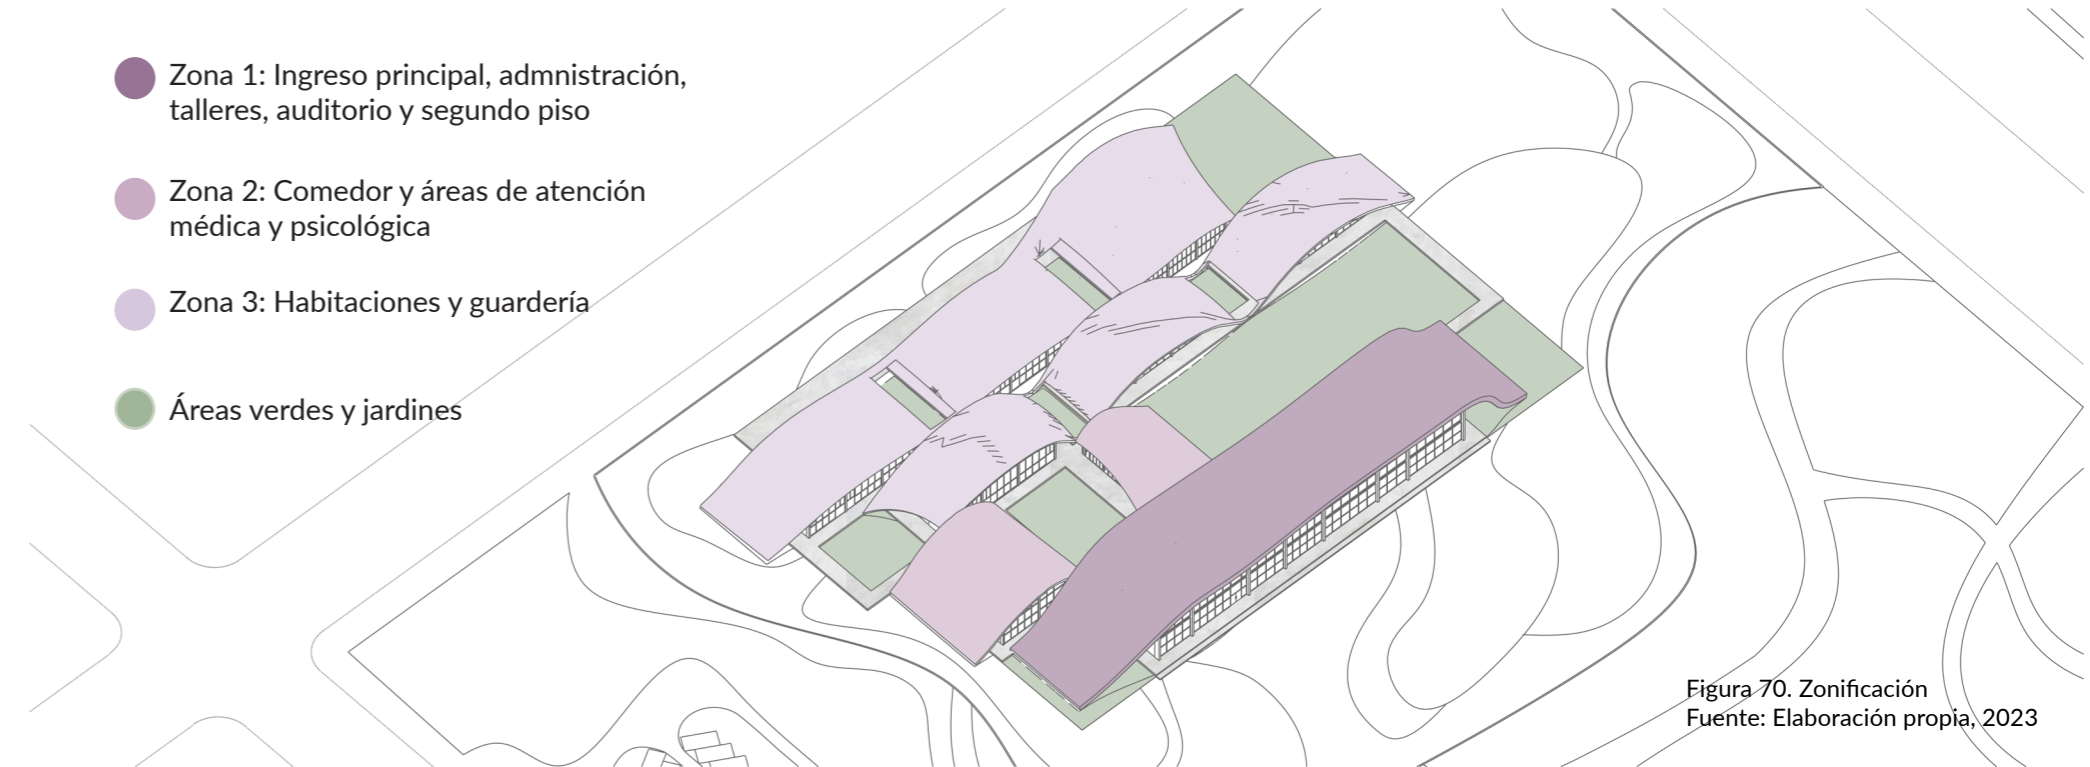 Zona 1: Ingreso principal, admnistración,
talleres, auditorio y segundo piso
Zona 2: Comedor y áreas de atención
médica y psicológica
Zona 3: Habitaciones y guardería
Áreas verdes y jardines
Figura 70. Zonificación
Fuente: Elaboración propia, 2023